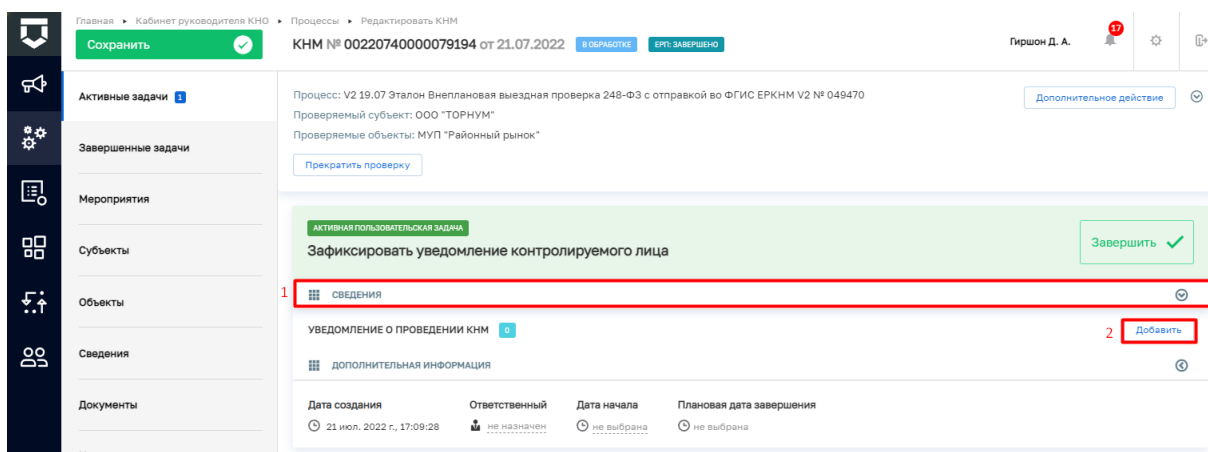 Главная ▸ Кабинет руководителя КНО ▸ Процессы ▸ Редактировать КНМ
Сохранить
КНМ № 00220740000079194 от 21.07.2022 В ОБРАБОТКЕ ЕРП: ЗАВЕРШЕНО
Гиршон Д. А.
17
Активные задачи 1
Завершенные задачи
Мероприятия
Субъекты
Объекты
Сведения
Документы
Процесс: V2 19.07 Эталон Внеплановая выездная проверка 248-ФЗ с отправкой во ФГИС ЕРКНМ V2 № 049470
Дополнительное действие
Проверяемый субъект: ООО "ТОРНУМ"
Проверяемые объекты: МУП "Районный рынок"
Прекратить проверку
АКТИВНАЯ ПОЛЬЗОВАТЕЛЬСКАЯ ЗАДАЧА
Зафиксировать уведомление контролируемого лица
Завершить
1 СВЕДЕНИЯ
УВЕДОМЛЕНИЕ О ПРОВЕДЕНИИ КНМ 0
2 Добавить
ДОПОЛНИТЕЛЬНАЯ ИНФОРМАЦИЯ
Дата создания Ответственный Дата начала Плановая дата завершения
21 июл. 2022 г., 17:09:28 не назначен не выбрана не выбрана